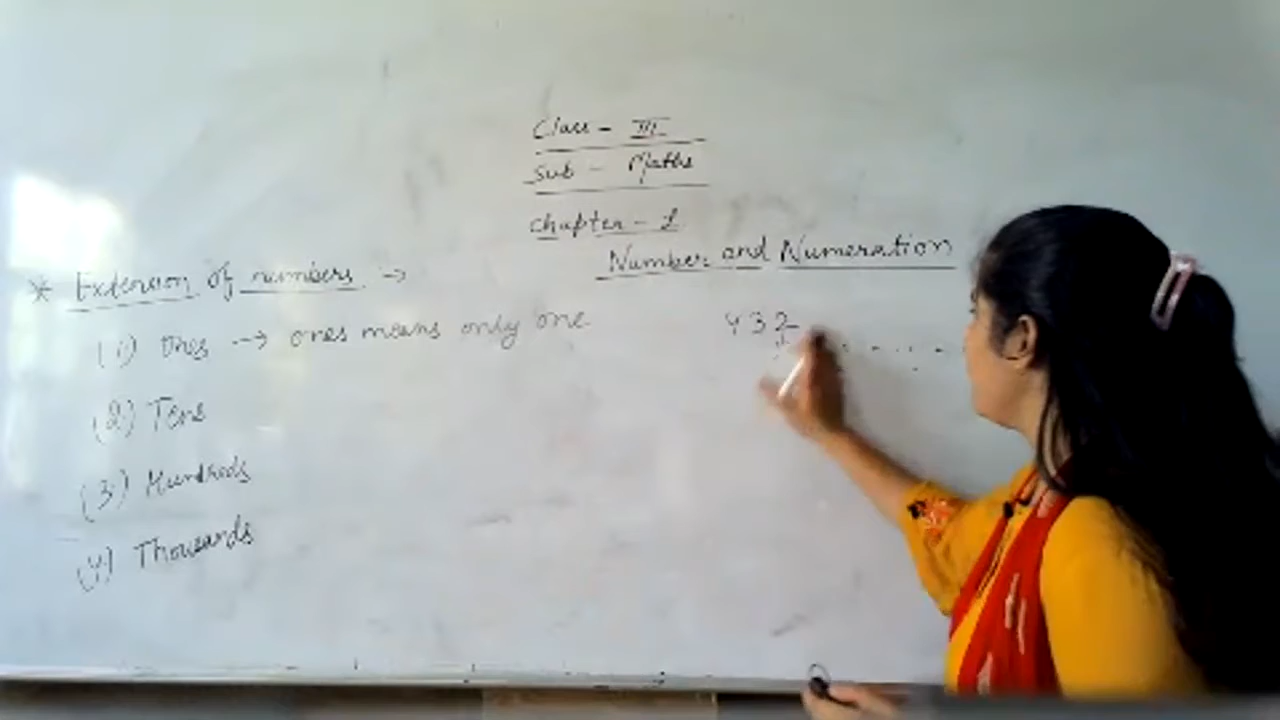 Class - III
Sub - Maths
Chapter - 1
Number and Numeration
* Extension of numbers →
(1) Ones → ones means only one
432
(2) Tens
(3) Hundreds
(4) Thousands